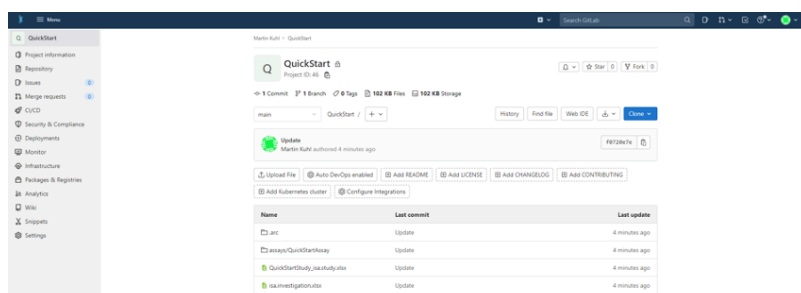 Menu
Search GitLab
Q QuickStart
Project information
Repository
Issues 0
Merge requests 0
CI/CD
Security & Compliance
Deployments
Monitor
Infrastructure
Packages & Registries
Analytics
Wiki
Snippets
Settings
Martin Kuhl > QuickStart
Q
QuickStart
Project ID: 46
Star 0
Fork 0
1 Commit 1 Branch 0 Tags 102 KB Files 102 KB Storage
main QuickStart / +
History Find file Web IDE Clone
Update
Martin Kuhl authored 4 minutes ago
Upload File Auto DevOps enabled Add README Add LICENSE Add CHANGELOG Add CONTRIBUTING
Add Kubernetes cluster Configure Integrations
Name Last commit Last update
.arc Update 4 minutes ago
assays/QuickStartAssay Update 4 minutes ago
QuickStartStudy_isa.study.xlsx Update 4 minutes ago
isa.investigation.xlsx Update 4 minutes ago